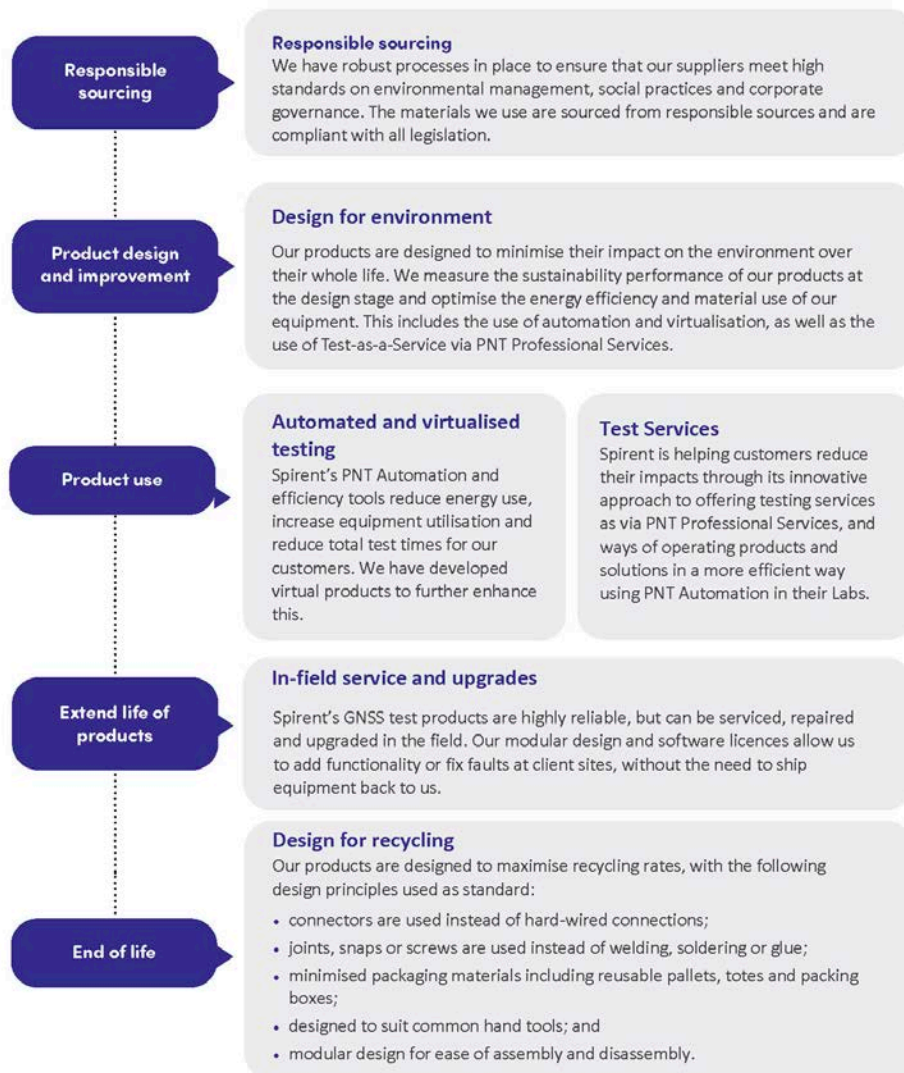 Responsible
sourcing
Responsible sourcing
We have robust processes in place to ensure that our suppliers meet high
standards on environmental management, social practices and corporate
governance. The materials we use are sourced from responsible sources and are
compliant with all legislation.
Product design
and improvement
Design for environment
Our products are designed to minimise their impact on the environment over
their whole life. We measure the sustainability performance of our products at
the design stage and optimise the energy efficiency and material use of our
equipment. This includes the use of automation and virtualisation, as well as the
use of Test-as-a-Service via PNT Professional Services.
Product use
Automated and virtualised
testing
Spirent's PNT Automation and
efficiency tools reduce energy use,
increase equipment utilisation and
reduce total test times for our
customers. We have developed
virtual products to further enhance
this.
Test Services
Spirent is helping customers reduce
their impacts through its innovative
approach to offering testing services
as via PNT Professional Services, and
ways of operating products and
solutions in a more efficient way
using PNT Automation in their Labs.
Extend life of
products
In-field service and upgrades
Spirent's GNSS test products are highly reliable, but can be serviced, repaired
and upgraded in the field. Our modular design and software licences allow us
to add functionality or fix faults at client sites, without the need to ship
equipment back to us.
End of life
Design for recycling
Our products are designed to maximise recycling rates, with the following
design principles used as standard:
• connectors are used instead of hard-wired connections;
• joints, snaps or screws are used instead of welding, soldering or glue;
• minimised packaging materials including reusable pallets, totes and packing
boxes;
• designed to suit common hand tools; and
• modular design for ease of assembly and disassembly.